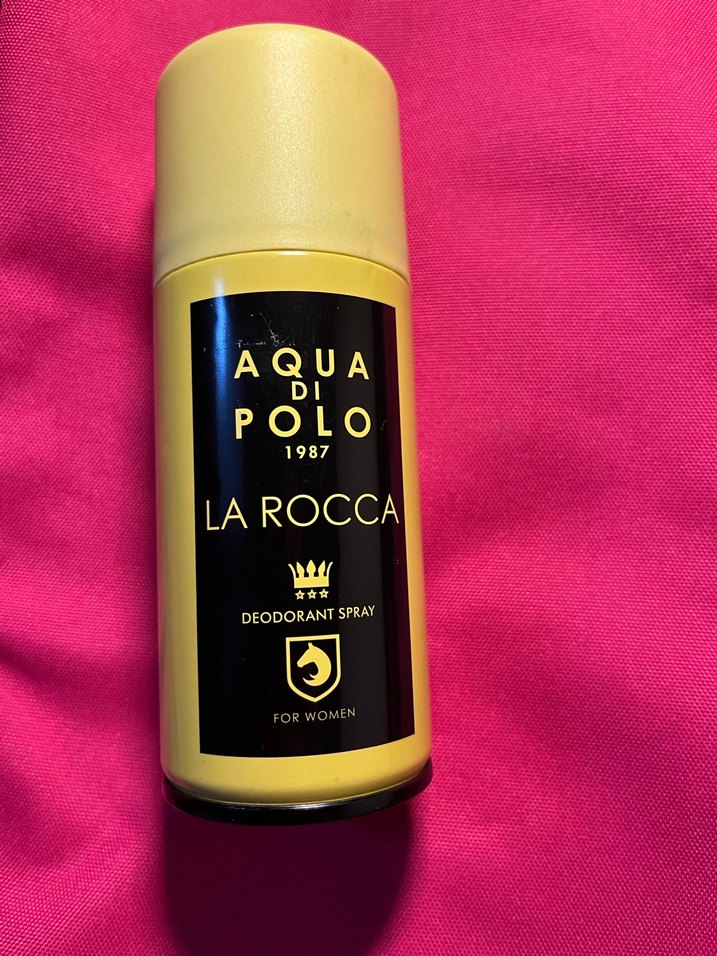 AQUA
DI
POLO
1987
LA ROCCA
DEODORANT SPRAY
FOR WOMEN